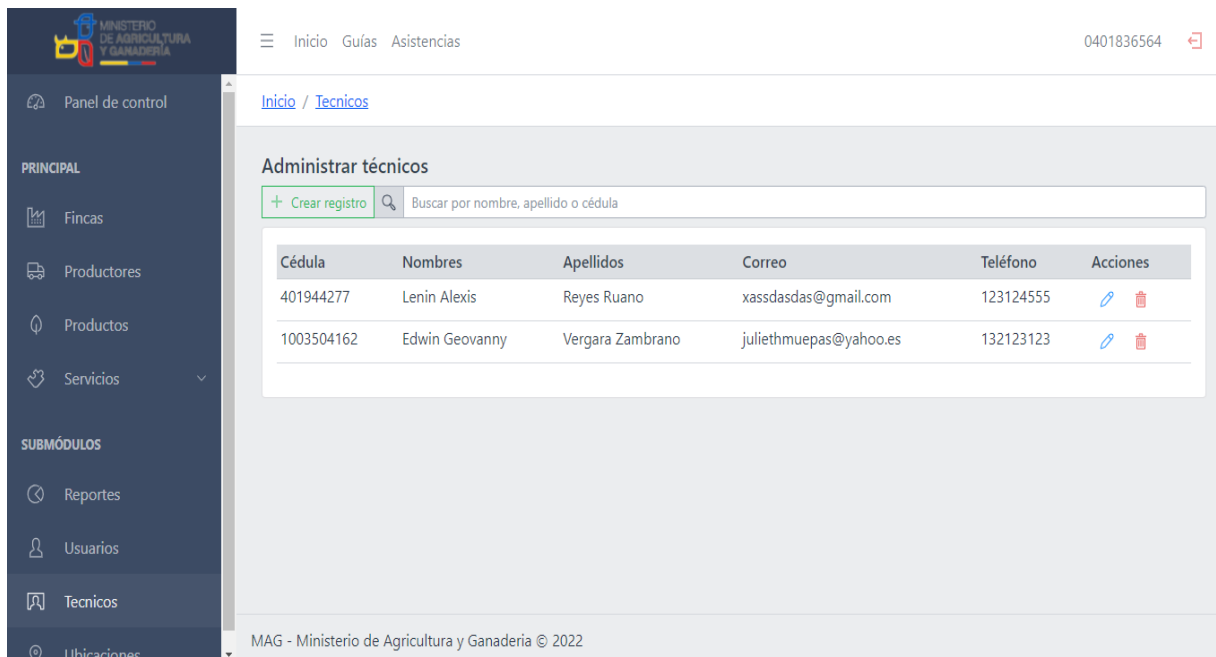 MINISTERIO
DE AGRICULTURA
Y GANADERÍA
Inicio Guías Asistencias 0401836564
Panel de control
Inicio / Tecnicos
PRINCIPAL
Fincas
Productores
Productos
Servicios
SUBMÓDULOS
Reportes
Usuarios
Tecnicos
Ubicaciones
Administrar técnicos
+ Crear registro Buscar por nombre, apellido o cédula
Cédula Nombres Apellidos Correo Teléfono Acciones
401944277 Lenin Alexis Reyes Ruano xassdasdas@gmail.com 123124555
1003504162 Edwin Geovanny Vergara Zambrano juliethmuepas@yahoo.es 132123123
MAG - Ministerio de Agricultura y Ganaderia © 2022